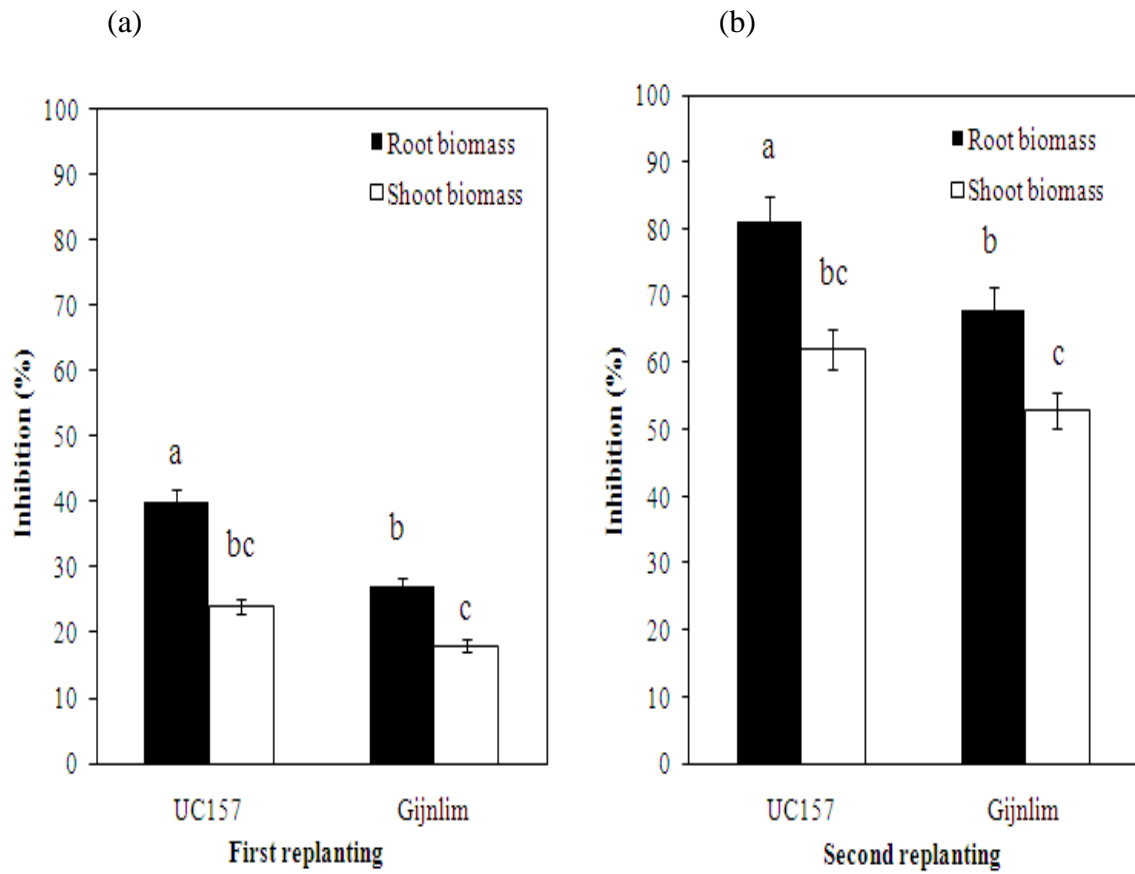 (a)
(b)
100
90
80
70
60
50
40
30
20
10
0
Inhibition (%)
Root biomass
Shoot biomass
a
bc
b
c
UC157
Gijnlim
First replanting
100
90
80
70
60
50
40
30
20
10
0
Inhibition (%)
Root biomass
Shoot biomass
a
bc
b
c
UC157
Gijnlim
Second replanting